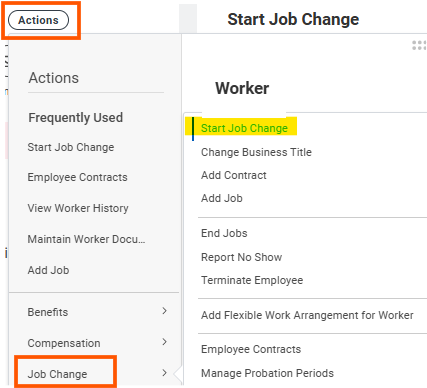 Actions
Start Job Change
Actions
Frequently Used
Start Job Change
Employee Contracts
View Worker History
Maintain Worker Docu...
Add Job
Benefits
Compensation
Job Change
Worker
Start Job Change
Change Business Title
Add Contract
Add Job
End Jobs
Report No Show
Terminate Employee
Add Flexible Work Arrangement for Worker
Employee Contracts
Manage Probation Periods